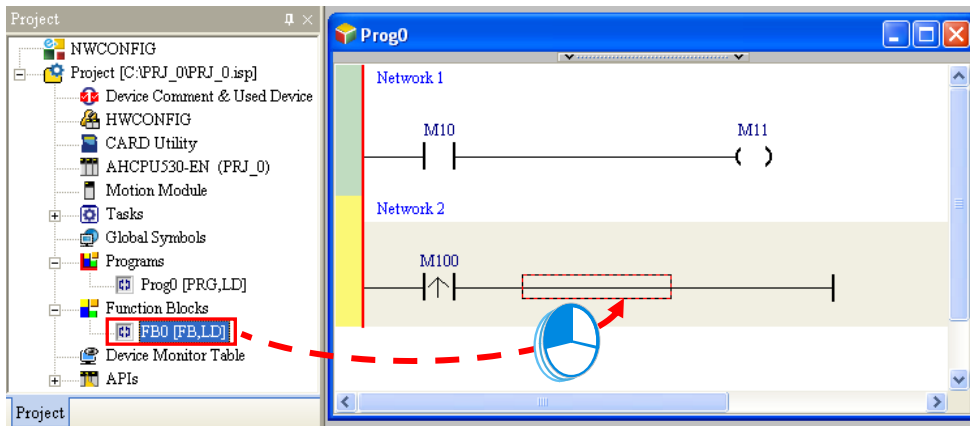 Project
NWCONFIG
Project [C:\PRJ_0\PRJ_0.isp]
Device Comment & Used Device
HWCONFIG
CARD Utility
AHCPU530-EN (PRJ_0)
Motion Module
Tasks
Global Symbols
Programs
Prog0 [PRG,LD]
Function Blocks
FB0 [FB,LD]
Device Monitor Table
APIs
Project
Prog0
Network 1
M10
M11
Network 2
M100